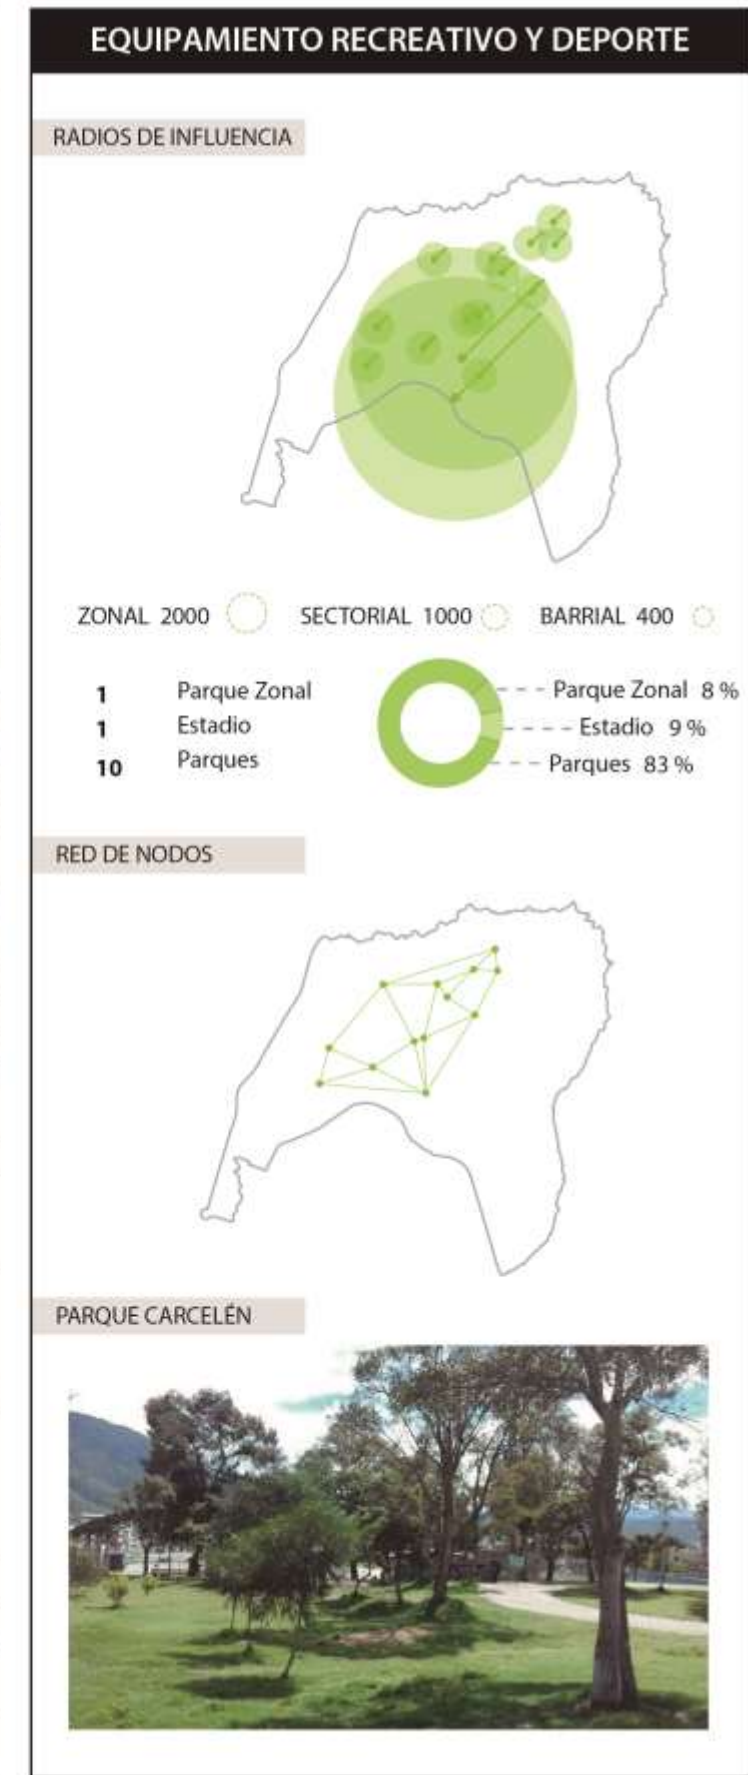 EQUIPAMIENTO RECREATIVO Y DEPORTE
RADIOS DE INFLUENCIA
ZONAL 2000 SECTORIAL 1000 BARRIAL 400
1 Parque Zonal
1 Estadio
10 Parques
Parque Zonal 8 %
Estadio 9 %
Parques 83 %
RED DE NODOS
PARQUE CARCELÉN